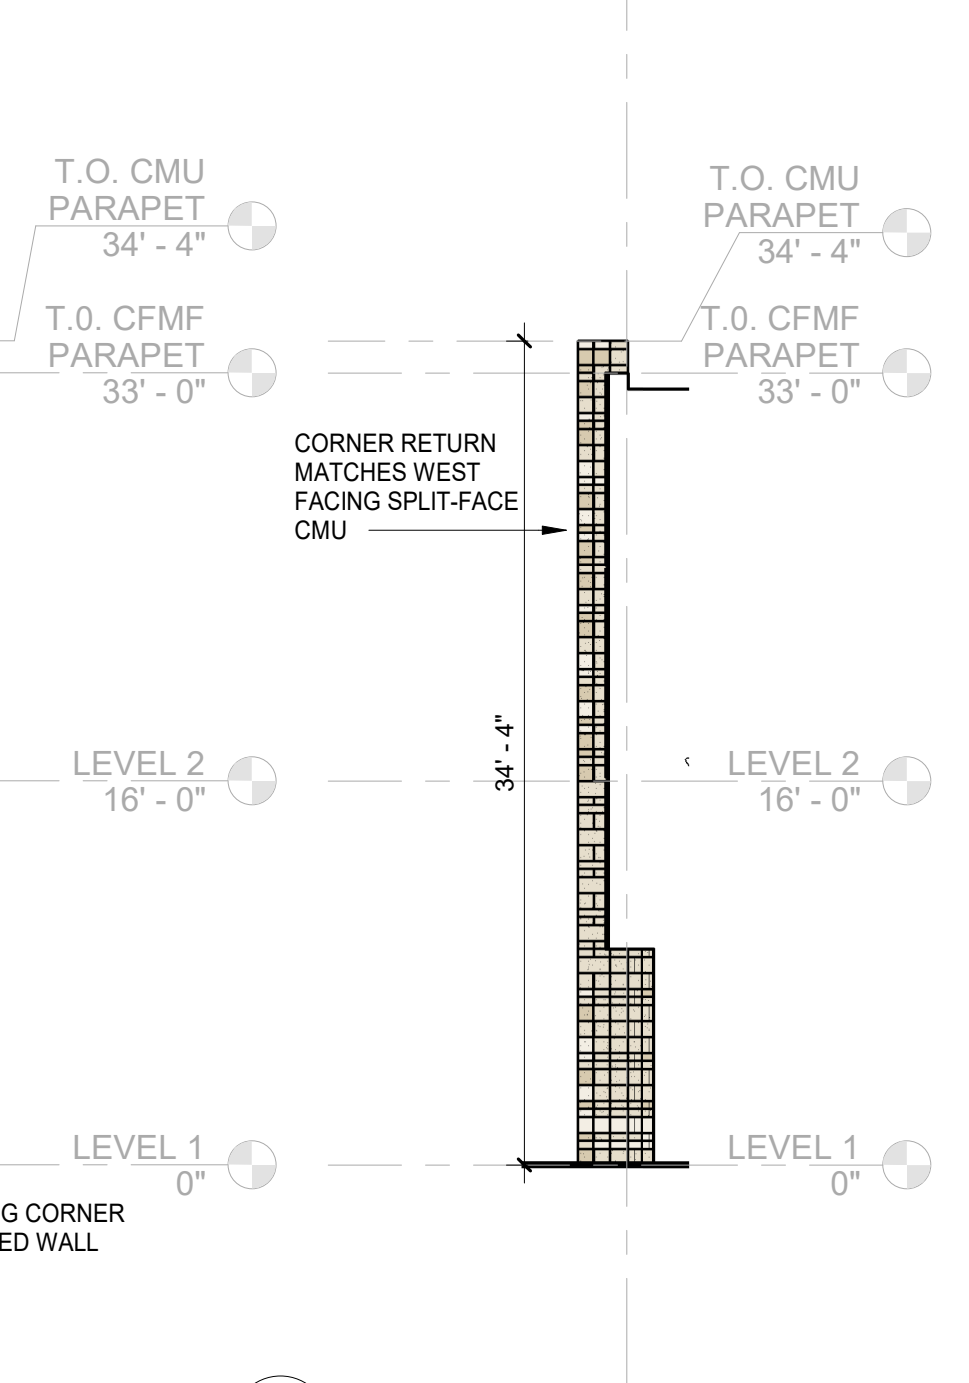 T.O. CMU
PARAPET
34' - 4"
T.0. CFMF
PARAPET
33' - 0"
T.O. CMU
PARAPET
34' - 4"
T.0. CFMF
PARAPET
33' - 0"
CORNER RETURN
MATCHES WEST
FACING SPLIT-FACE
CMU
34' - 4"
LEVEL 2
16' - 0"
LEVEL 2
16' - 0"
LEVEL 1
0"
LEVEL 1
0"
G CORNER
ED WALL